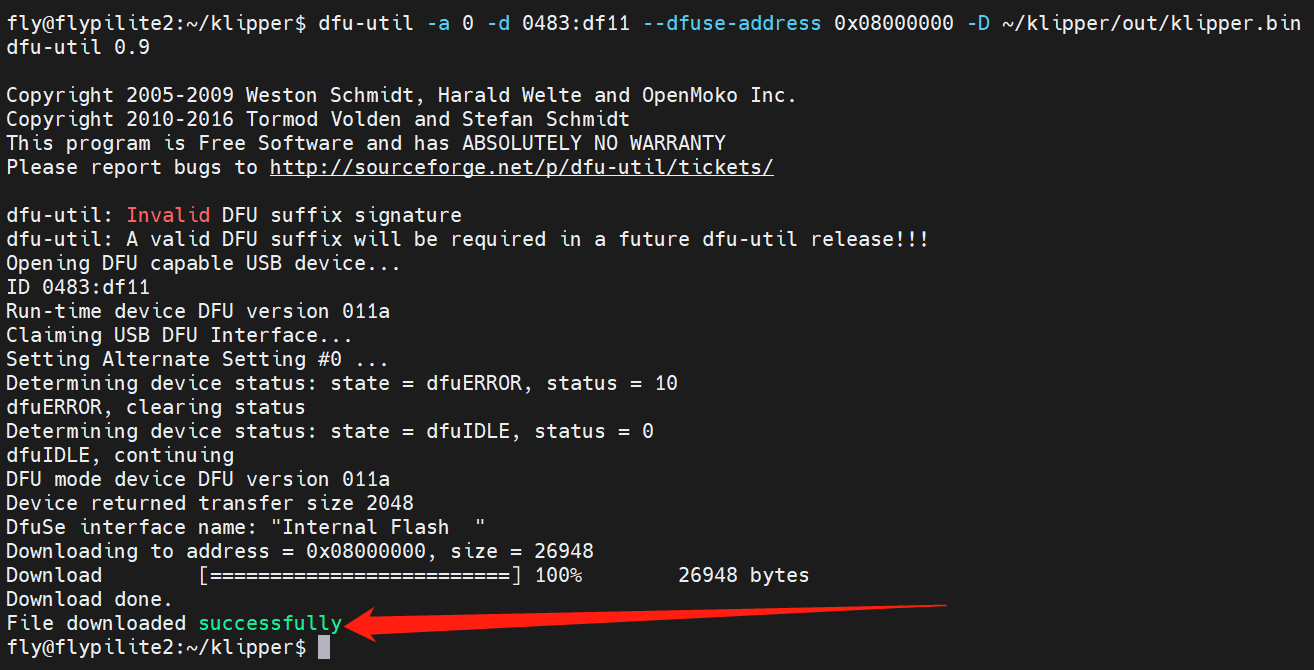 fly@flypilite2:~/klipper$ dfu-util -a 0 -d 0483:df11 --dfuse-address 0x08000000 -D ~/klipper/out/klipper.bin
dfu-util 0.9
Copyright 2005-2009 Weston Schmidt, Harald Welte and OpenMoko Inc.
Copyright 2010-2016 Tormod Volden and Stefan Schmidt
This program is Free Software and has ABSOLUTELY NO WARRANTY
Please report bugs to http://sourceforge.net/p/dfu-util/tickets/
dfu-util: Invalid DFU suffix signature
dfu-util: A valid DFU suffix will be required in a future dfu-util release!!!
Opening DFU capable USB device...
ID 0483:df11
Run-time device DFU version 011a
Claiming USB DFU Interface...
Setting Alternate Setting #0 ...
Determining device status: state = dfuERROR, status = 10
dfuERROR, clearing status
Determining device status: state = dfuIDLE, status = 0
dfuIDLE, continuing
DFU mode device DFU version 011a
Device returned transfer size 2048
DfuSe interface name: "Internal Flash  "
Downloading to address = 0x08000000, size = 26948
Download        [=========================] 100%        26948 bytes
Download done.
File downloaded successfully
fly@flypilite2:~/klipper$